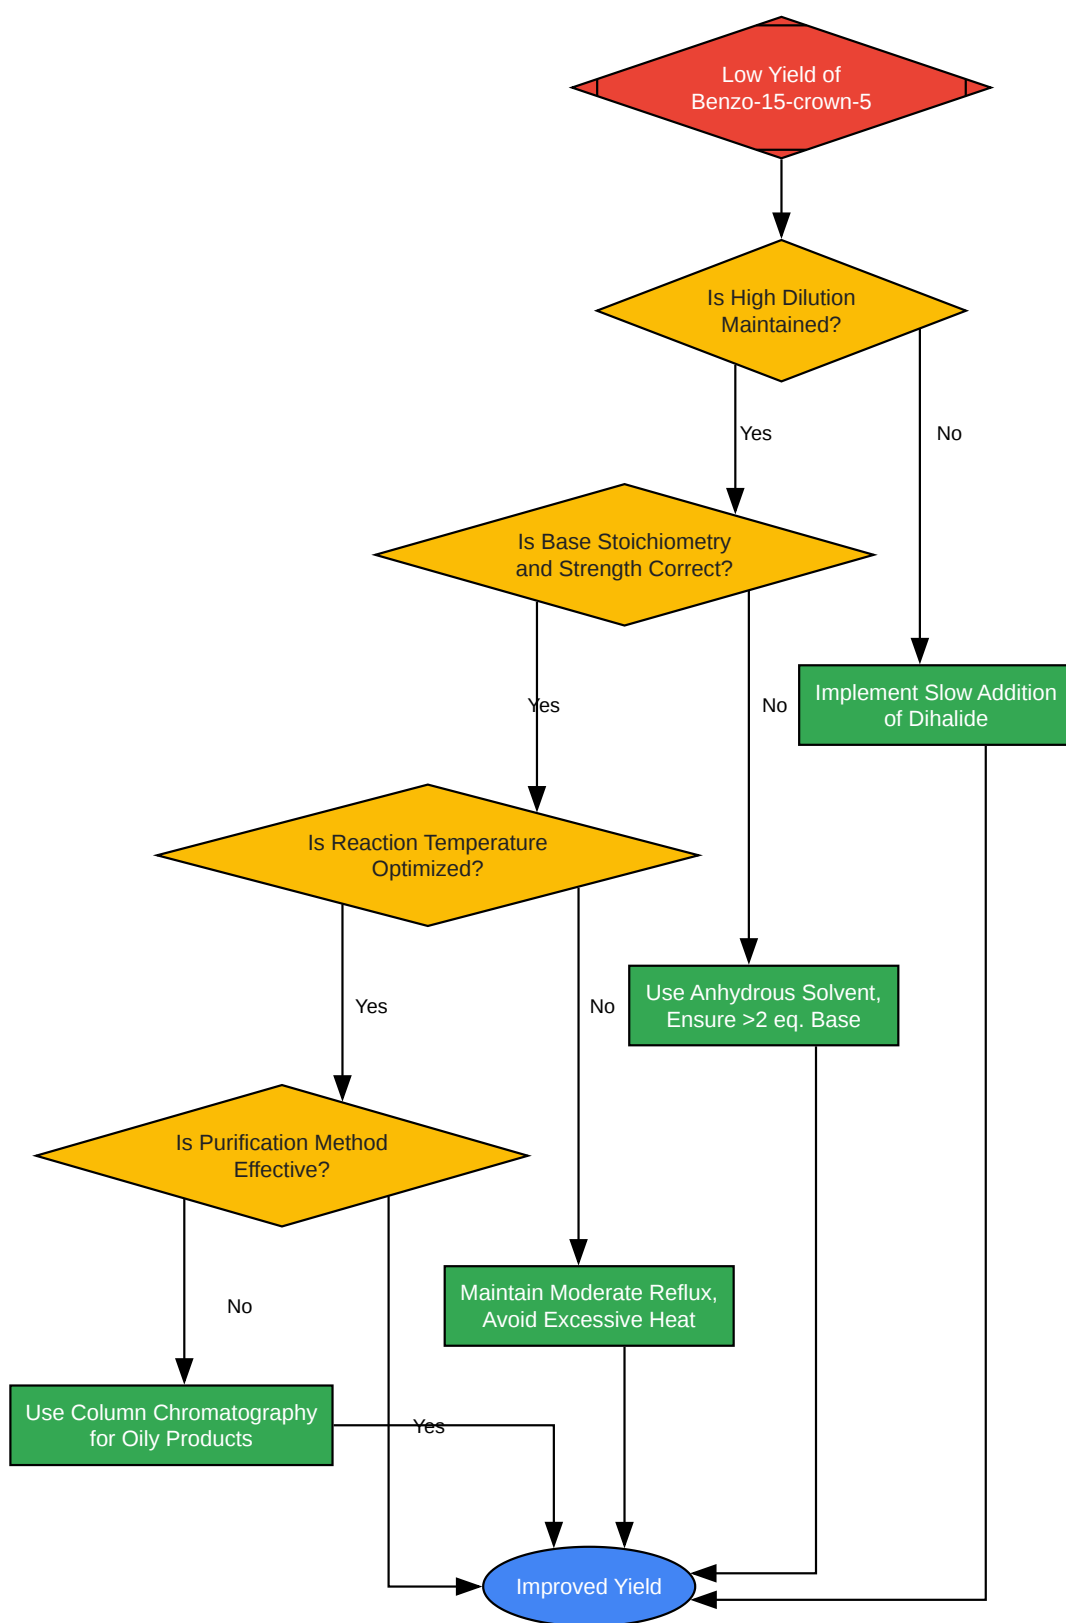 Low Yield of
Benzo-15-crown-5
Is High Dilution
Maintained?
Yes
No
Is Base Stoichiometry
and Strength Correct?
Yes
No
Implement Slow Addition
of Dihalide
Is Reaction Temperature
Optimized?
Yes
No
Use Anhydrous Solvent,
Ensure >2 eq. Base
Is Purification Method
Effective?
No
Maintain Moderate Reflux,
Avoid Excessive Heat
Use Column Chromatography
for Oily Products
Yes
Improved Yield